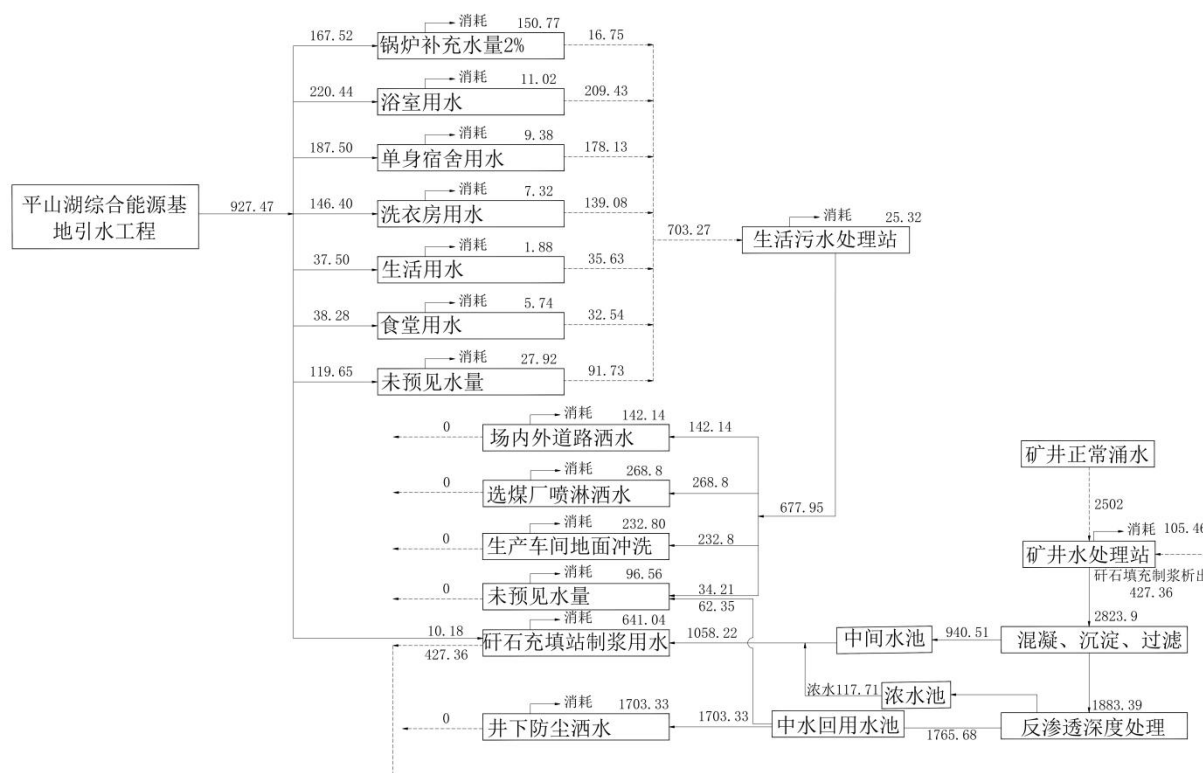 消耗 150.77
167.52 锅炉补充水量2% 16.75
消耗 11.02
220.44 浴室用水 209.43
消耗 9.38
187.50 单身宿舍用水 178.13
平山湖综合能源基
地引水工程
927.47
消耗 7.32
146.40 洗衣房用水 139.08
703.27
消耗 25.32
生活污水处理站
消耗 1.88
37.50 生活用水 35.63
消耗 5.74
38.28 食堂用水 32.54
消耗 27.92
119.65 未预见水量 91.73
消耗 142.14
0 场内外道路洒水 142.14
消耗 268.8
0 选煤厂喷淋洒水 268.8
677.95
消耗 232.80
0 生产车间地面冲洗 232.8
消耗 96.56
0 未预见水量 34.21
62.35
消耗 641.04
10.18 矸石充填站制浆用水 1058.22
427.36
消耗 1703.33
0 井下防尘洒水 1703.33
矿井正常涌水
2502
消耗 105.46
矿井水处理站
矸石填充制浆析出
427.36
2823.9
中间水池 940.51 混凝、沉淀、过滤
浓水117.71 浓水池
1883.39
中水回用水池 1765.68 反渗透深度处理